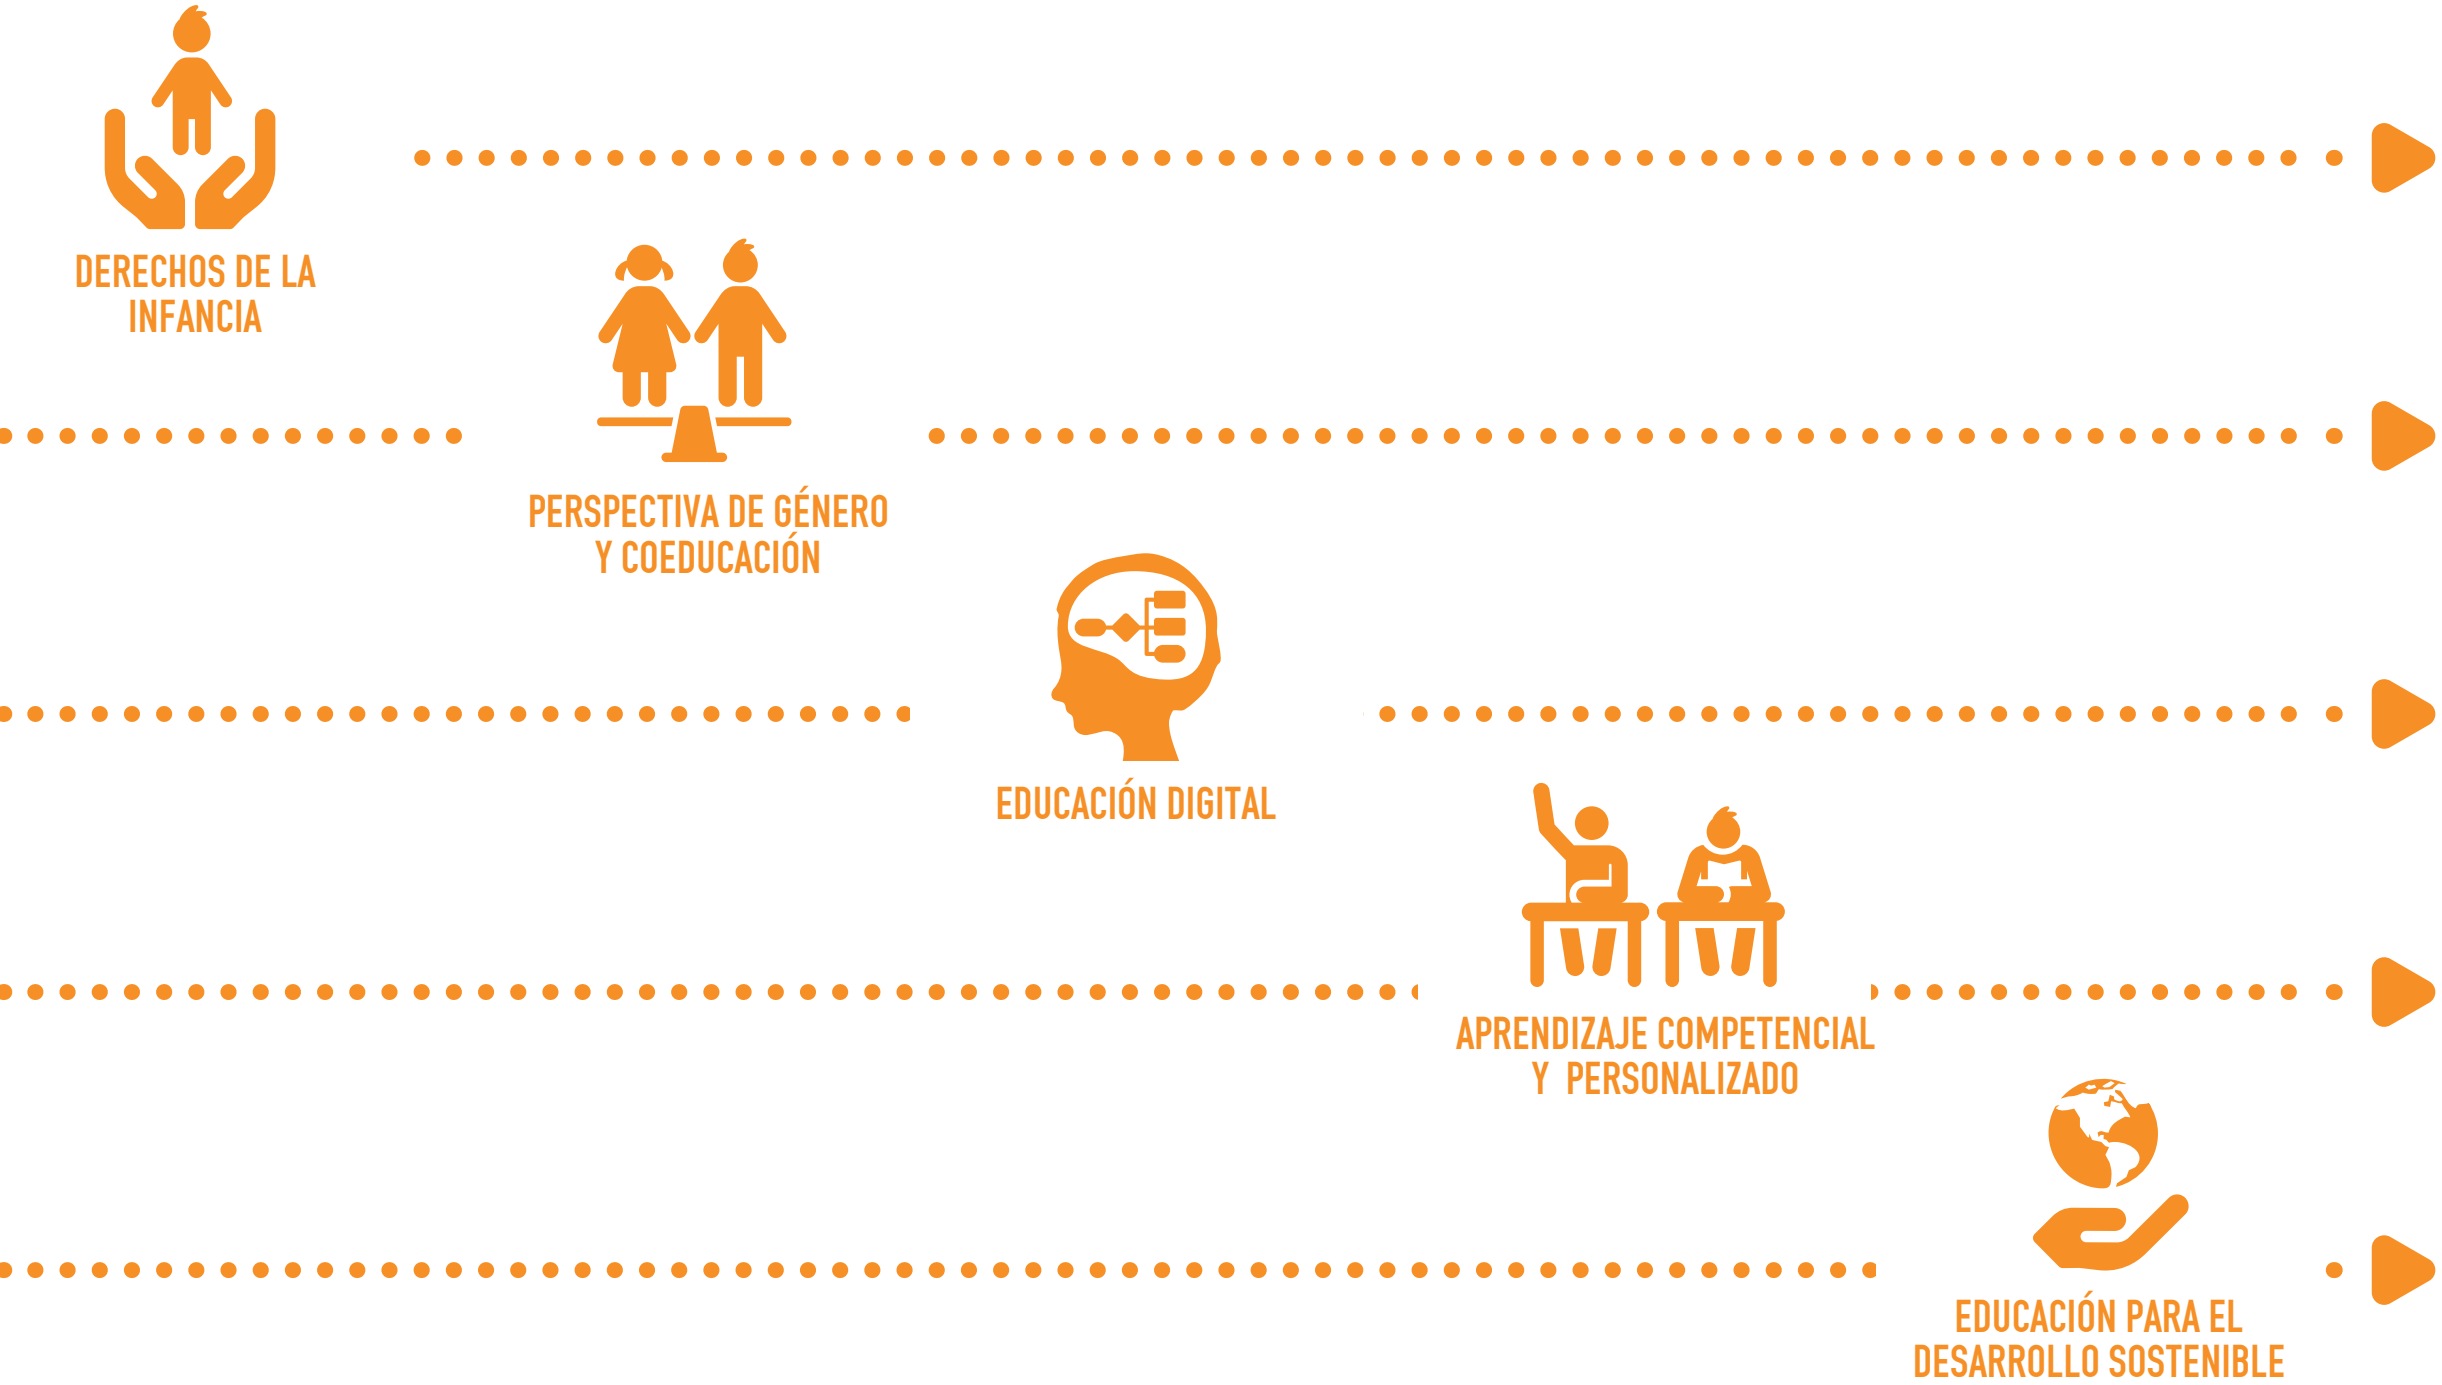 DERECHOS DE LA
INFANCIA
PERSPECTIVA DE GÉNERO
Y COEDUCACIÓN
EDUCACIÓN DIGITAL
APRENDIZAJE COMPETENCIAL
Y PERSONALIZADO
EDUCACIÓN PARA EL
DESARROLLO SOSTENIBLE